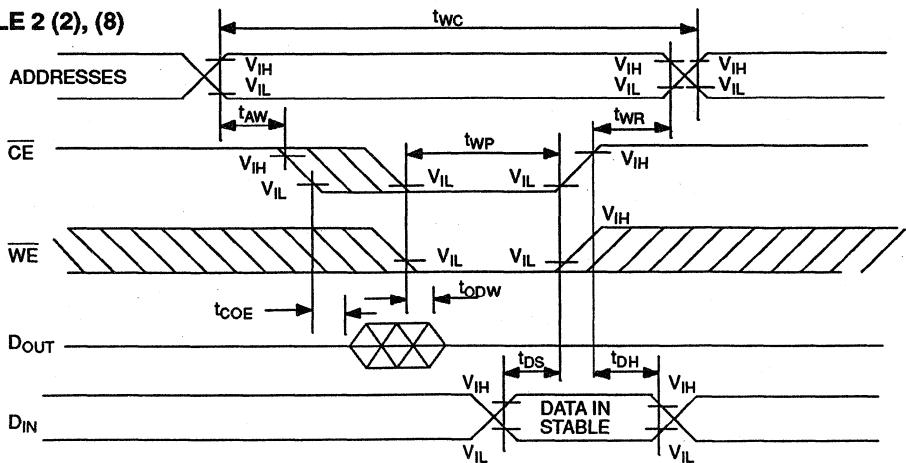 LE 2 (2), (8)
tWC
ADDRESSES
VIH
VIL
VIH
VIL
VIH
VIL
tAW
tWR
CE
VIH
VIL
tWP
VIL
VIL
VIH
WE
VIL
VIL
VIH
tCOE
tODW
DOUT
tDS
tDH
DIN
VIH
VIL
DATA IN
STABLE
VIH
VIL